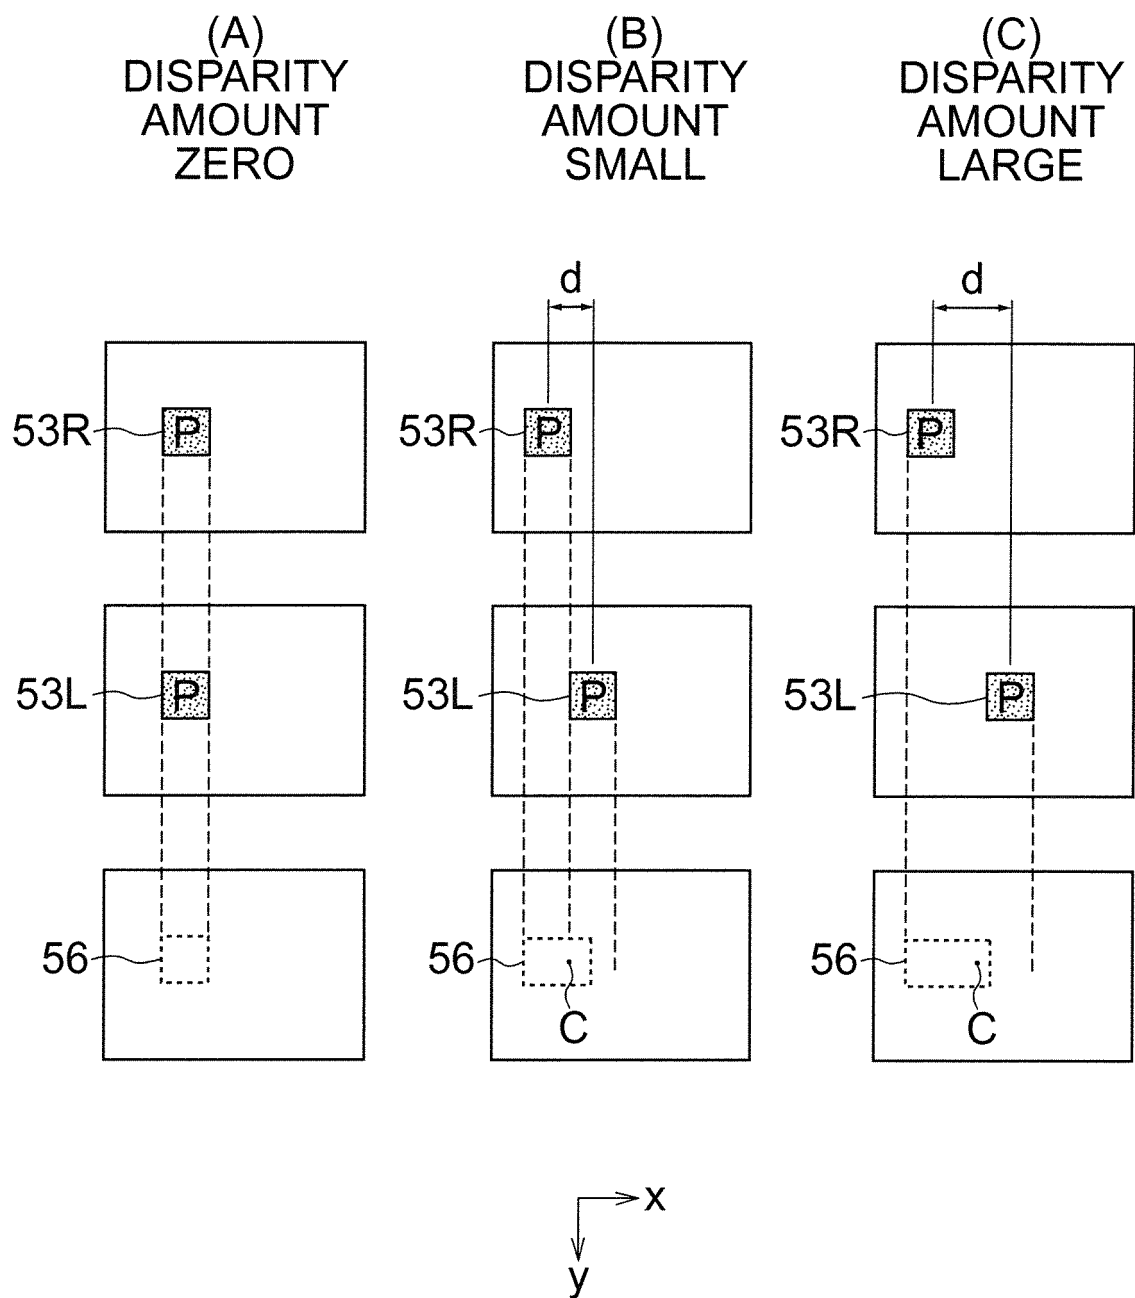 (A)
DISPARITY
AMOUNT
ZERO
(B)
DISPARITY
AMOUNT
SMALL
(C)
DISPARITY
AMOUNT
LARGE
d
d
53R
P
53R
P
53R
P
53L
P
53L
P
53L
P
56
56
C
56
C
x
y